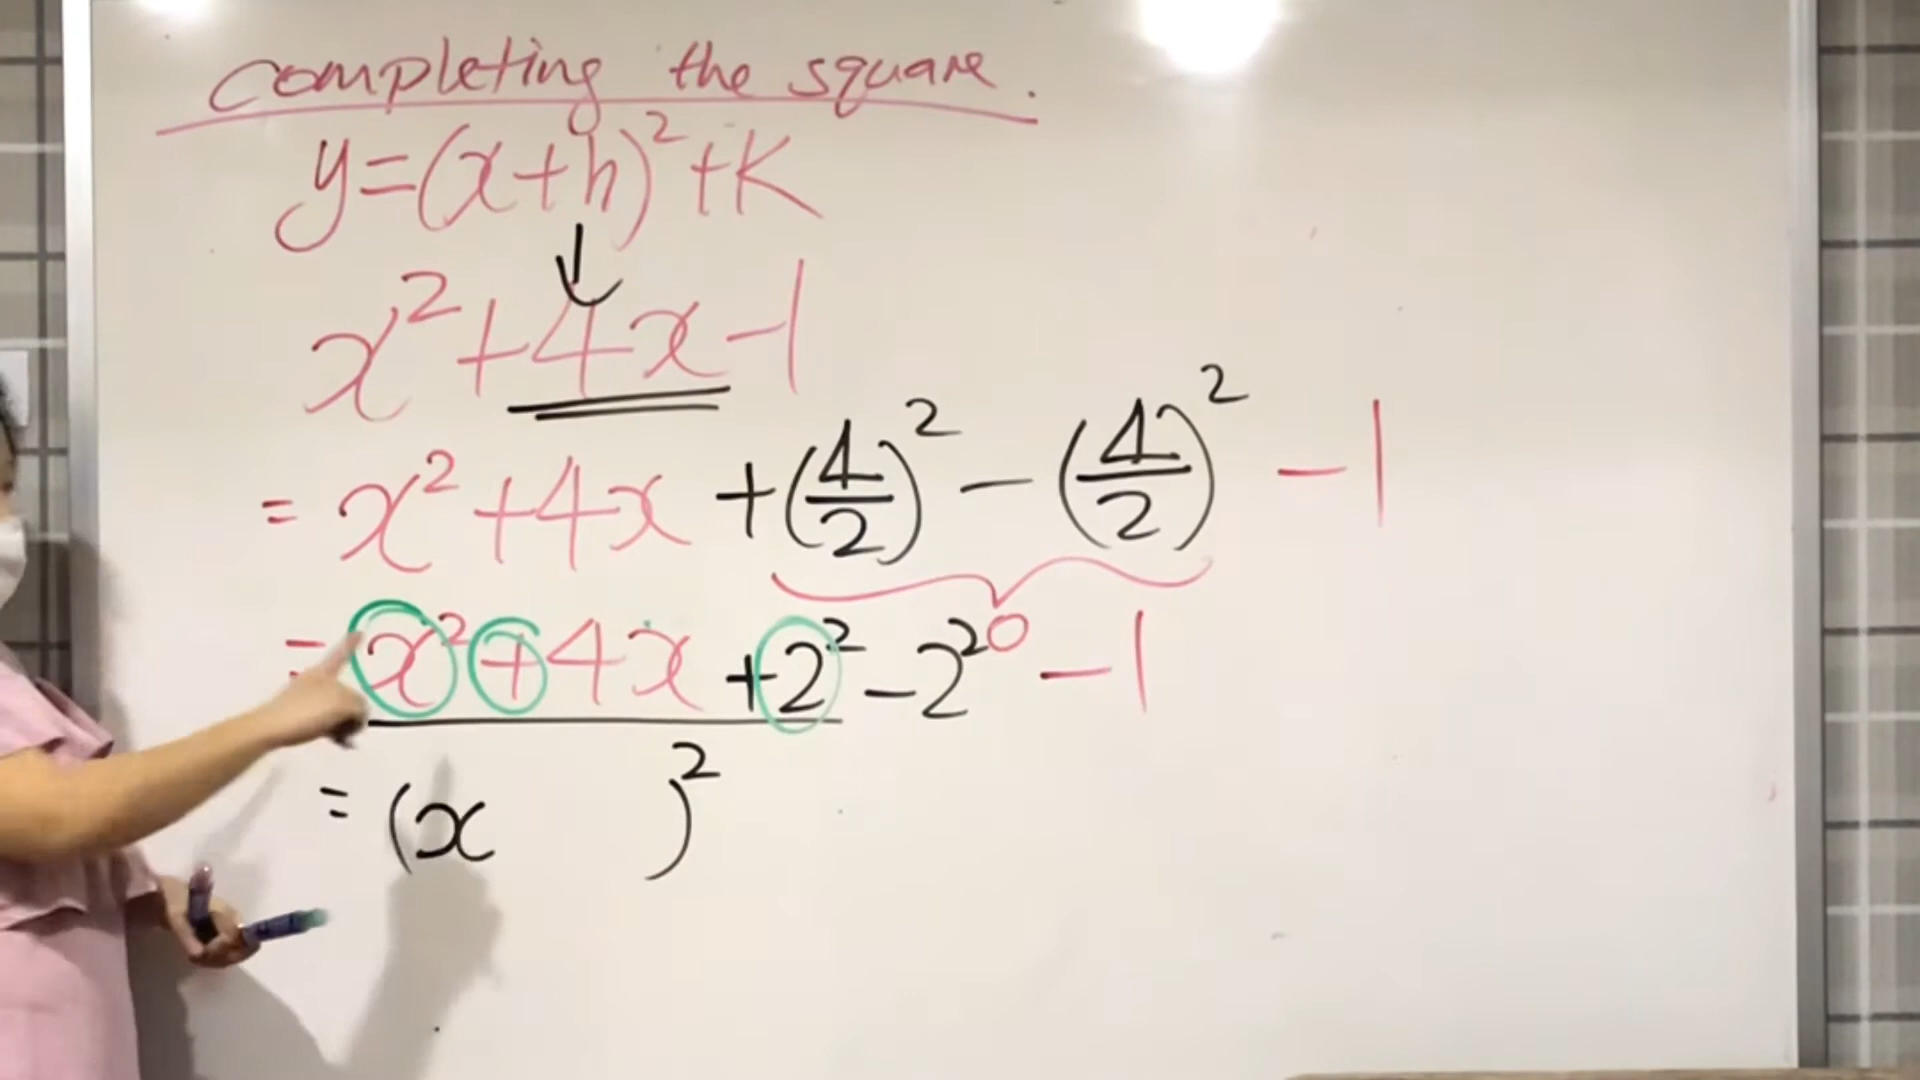 completing the square.
y=(x+h)²+K
x²+4x-1
= x²+4x +(4/2)² - (4/2)² - 1
0
= x²+4x +2² -2² - 1
= (x )²